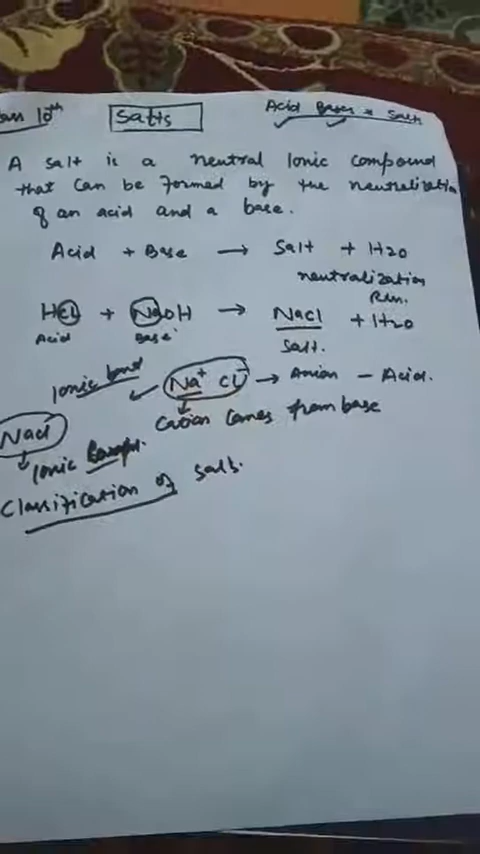 10th Salts Acid Bases & Salt
A salt is a neutral Ionic compound
that can be formed by the neutralizatio
of an acid and a base.
Acid + Base → Salt + H2O
neutralization
Rxn.
HCl + NaOH → NaCl + H2O
Acid Base Salt.
Ionic bond Na+ Cl- → Anion - Acid.
Cation comes from base
NaCl
Ionic
Classification of salts.